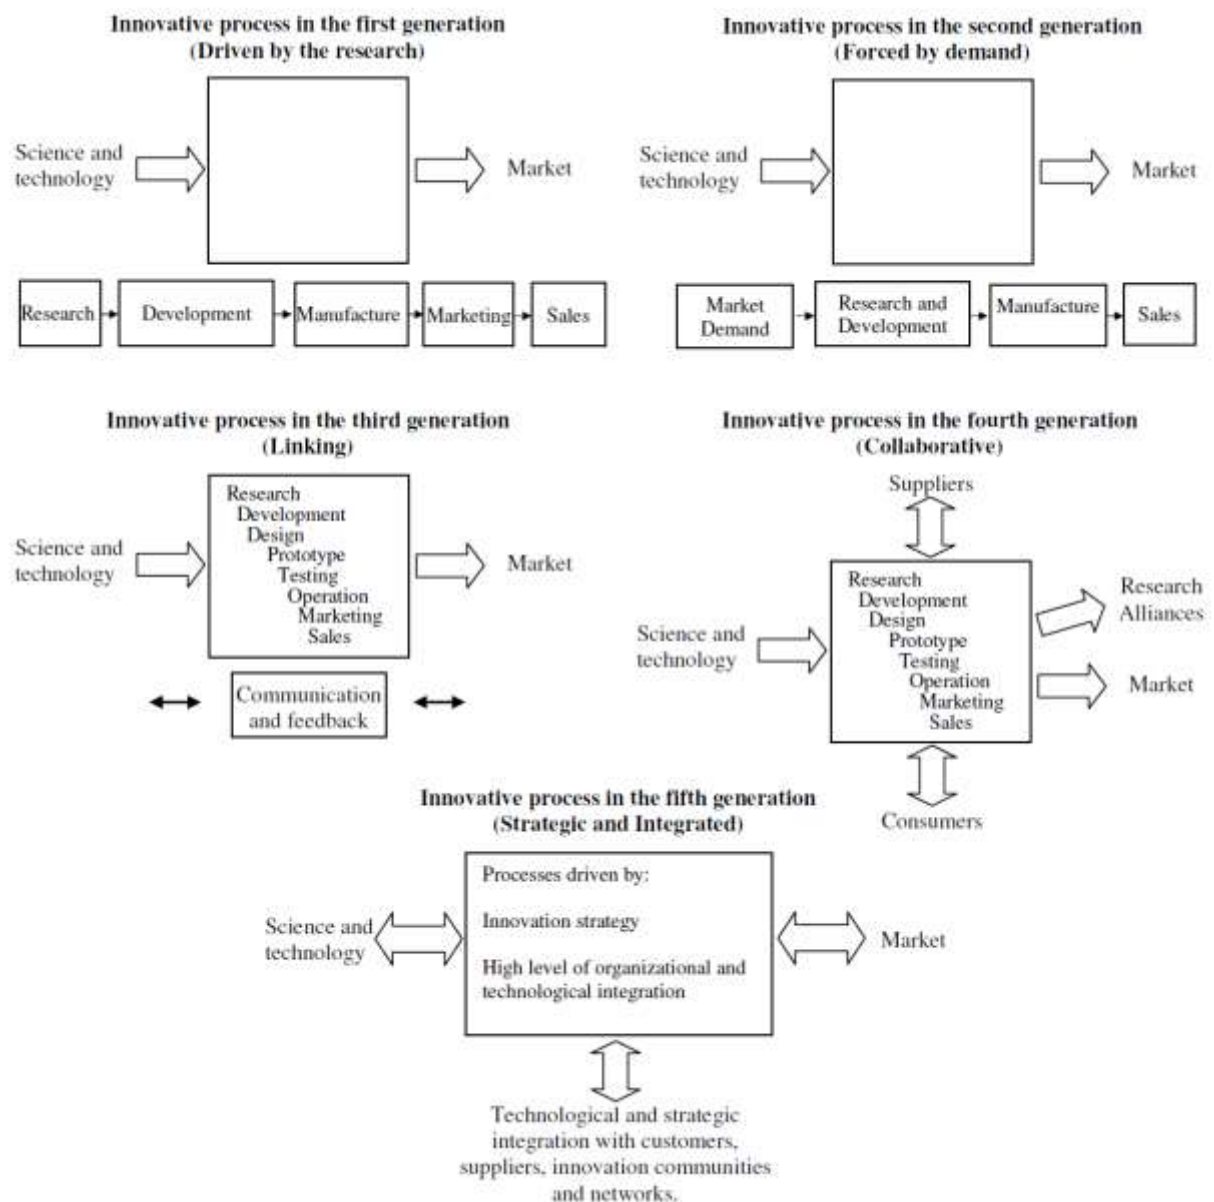 Innovative process in the first generation
(Driven by the research)
Science and
technology
Market
Research
Development
Manufacture
Marketing
Sales
Innovative process in the second generation
(Forced by demand)
Science and
technology
Market
Market
Demand
Research and
Development
Manufacture
Sales
Innovative process in the third generation
(Linking)
Science and
technology
Research
Development
Design
Prototype
Testing
Operation
Marketing
Sales
Market
Communication
and feedback
Innovative process in the fourth generation
(Collaborative)
Suppliers
Science and
technology
Research
Development
Design
Prototype
Testing
Operation
Marketing
Sales
Research
Alliances
Market
Consumers
Innovative process in the fifth generation
(Strategic and Integrated)
Science and
technology
Processes driven by:
Innovation strategy
High level of organizational and
technological integration
Market
Technological and strategic
integration with customers,
suppliers, innovation communities
and networks.